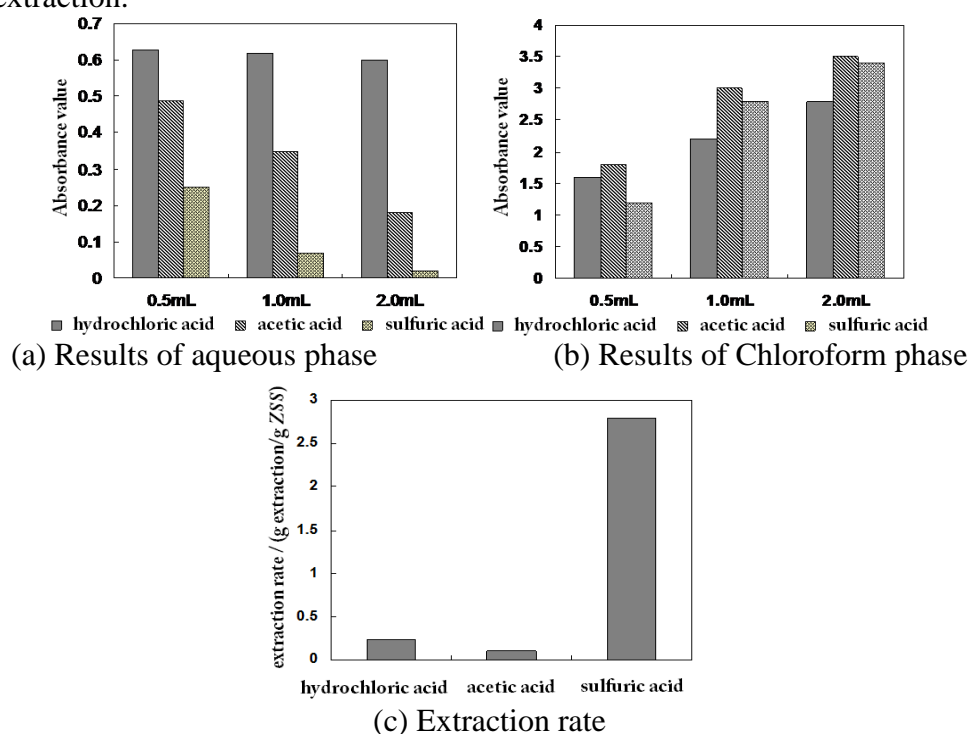 extraction.
0.7
0.6
0.5
0.4
0.3
0.2
0.1
0
Absorbance value
0.5mL 1.0mL 2.0mL
hydrochloric acid acetic acid sulfuric acid
(a) Results of aqueous phase
4
3.5
3
2.5
2
1.5
1
0.5
0
Absorbance value
0.5mL 1.0mL 2.0mL
hydrochloric acid acetic acid sulfuric acid
(b) Results of Chloroform phase
3
2.5
2
1.5
1
0.5
0
extraction rate / (g extraction/g ZSS)
hydrochloric acid acetic acid sulfuric acid
(c) Extraction rate